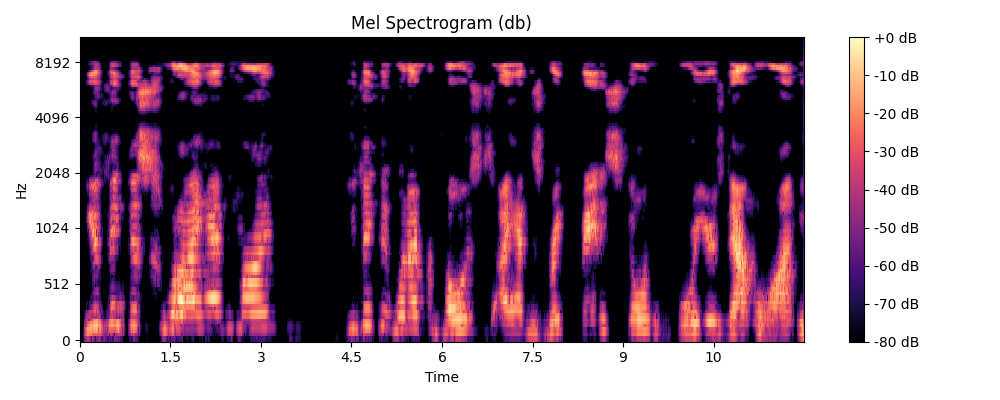 Mel Spectrogram (db)
8192
4096
2048
1024
512
0
Hz
0 1.5 3 4.5 6 7.5 9 10
Time
+0 dB
-10 dB
-20 dB
-30 dB
-40 dB
-50 dB
-60 dB
-70 dB
-80 dB